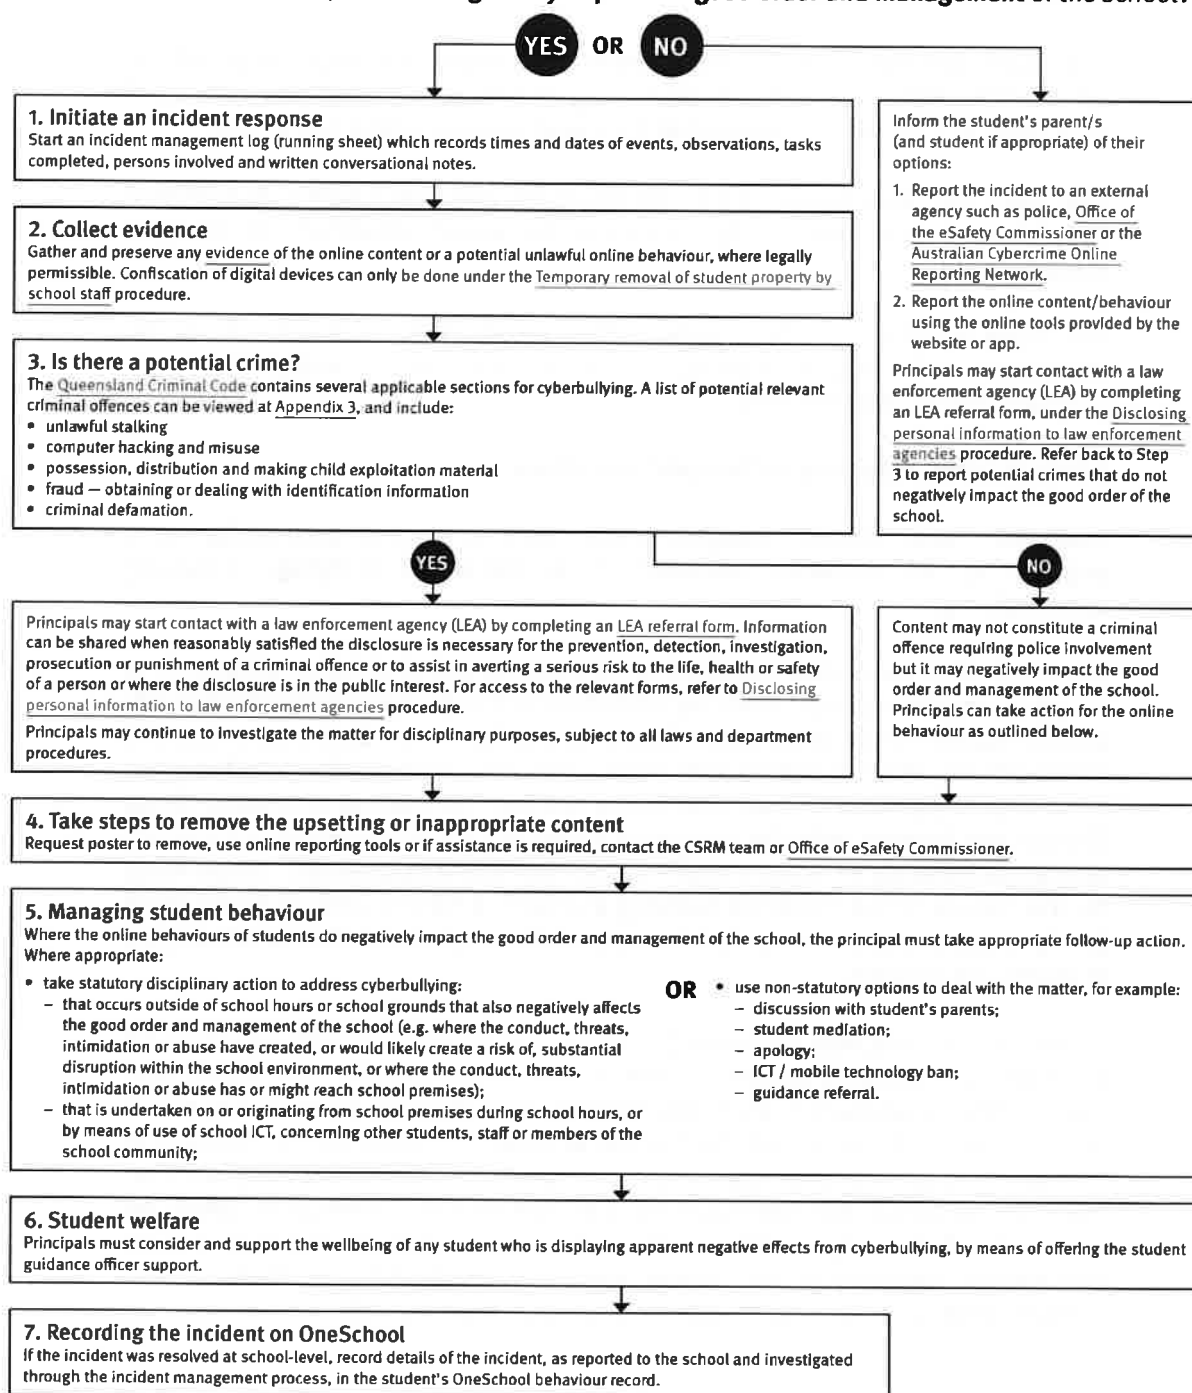 good order and management of the school?
YES OR NO
1. Initiate an incident response
Start an incident management log (running sheet) which records times and dates of events, observations, tasks
completed, persons involved and written conversational notes.
Inform the student's parent/s
(and student if appropriate) of their
options:
1. Report the incident to an external
agency such as police, Office of
the eSafety Commissioner or the
Australian Cybercrime Online
Reporting Network.
2. Report the online content/behaviour
using the online tools provided by the
website or app.
Principals may start contact with a law
enforcement agency (LEA) by completing
an LEA referral form, under the Disclosing
personal information to law enforcement
agencies procedure. Refer back to Step
3 to report potential crimes that do not
negatively impact the good order of the
school.
2. Collect evidence
Gather and preserve any evidence of the online content or a potential unlawful online behaviour, where legally
permissible. Confiscation of digital devices can only be done under the Temporary removal of student property by
school staff procedure.
3. Is there a potential crime?
The Queensland Criminal Code contains several applicable sections for cyberbullying. A list of potential relevant
criminal offences can be viewed at Appendix 3, and include:
• unlawful stalking
• computer hacking and misuse
• possession, distribution and making child exploitation material
• fraud — obtaining or dealing with identification information
• criminal defamation.
YES
NO
Principals may start contact with a law enforcement agency (LEA) by completing an LEA referral form. Information
can be shared when reasonably satisfied the disclosure is necessary for the prevention, detection, investigation,
prosecution or punishment of a criminal offence or to assist in averting a serious risk to the life, health or safety
of a person or where the disclosure is in the public interest. For access to the relevant forms, refer to Disclosing
personal information to law enforcement agencies procedure.
Principals may continue to investigate the matter for disciplinary purposes, subject to all laws and department
procedures.
Content may not constitute a criminal
offence requiring police involvement
but it may negatively impact the good
order and management of the school.
Principals can take action for the online
behaviour as outlined below.
4. Take steps to remove the upsetting or inappropriate content
Request poster to remove, use online reporting tools or if assistance is required, contact the CSRM team or Office of eSafety Commissioner.
5. Managing student behaviour
Where the online behaviours of students do negatively impact the good order and management of the school, the principal must take appropriate follow-up action.
Where appropriate:
• take statutory disciplinary action to address cyberbullying:
– that occurs outside of school hours or school grounds that also negatively affects
the good order and management of the school (e.g. where the conduct, threats,
intimidation or abuse have created, or would likely create a risk of, substantial
disruption within the school environment, or where the conduct, threats,
intimidation or abuse has or might reach school premises);
– that is undertaken on or originating from school premises during school hours, or
by means of use of school ICT, concerning other students, staff or members of the
school community;
OR
• use non-statutory options to deal with the matter, for example:
– discussion with student's parents;
– student mediation;
– apology;
– ICT / mobile technology ban;
– guidance referral.
6. Student welfare
Principals must consider and support the wellbeing of any student who is displaying apparent negative effects from cyberbullying, by means of offering the student
guidance officer support.
7. Recording the incident on OneSchool
If the incident was resolved at school-level, record details of the incident, as reported to the school and investigated
through the incident management process, in the student's OneSchool behaviour record.